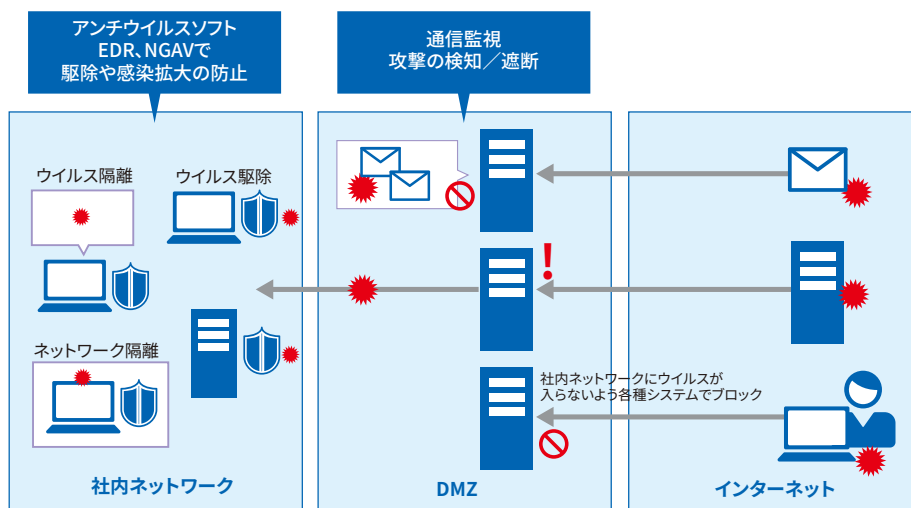 アンチウイルスソフト
EDR、NGAVで
駆除や感染拡大の防止
通信監視
攻撃の検知／遮断
ウイルス隔離
ウイルス駆除
ネットワーク隔離
社内ネットワークにウイルスが
入らないよう各種システムでブロック
!
社内ネットワーク
DMZ
インターネット